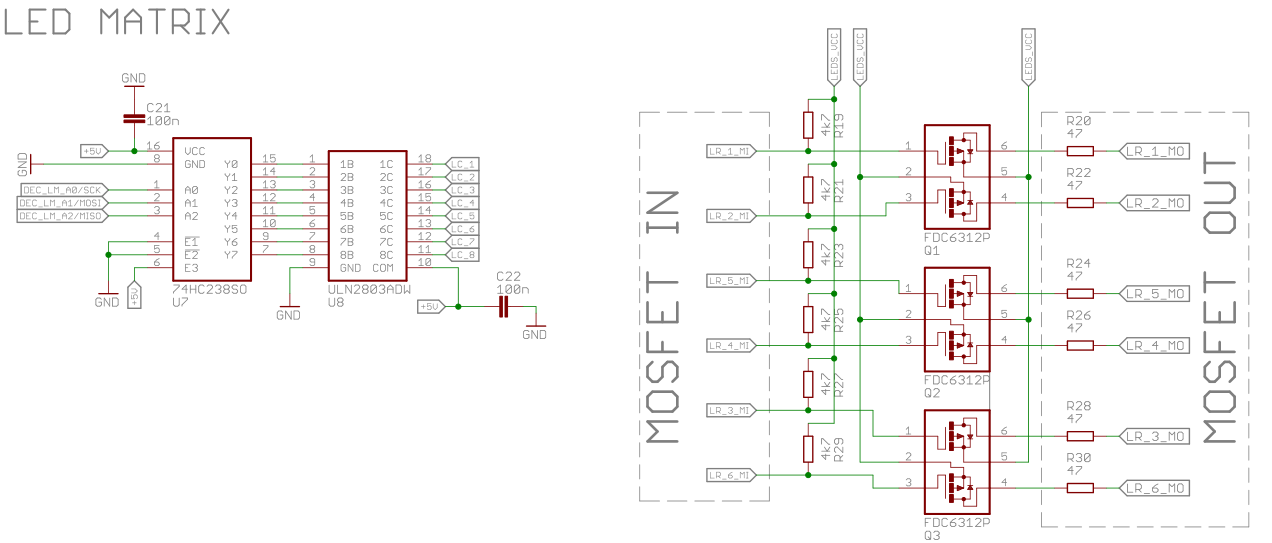 LED MATRIX
GND
C21
100n
+5V
16 VCC
GND 8 GND Y0 15 1 1B 1C 18 LC_1
Y1 14 2 2B 2C 17 LC_2
DEC_LM_A0/SCK 1 A0 Y2 13 3 3B 3C 16 LC_3
DEC_LM_A1/MOSI 2 A1 Y3 12 4 4B 4C 15 LC_4
DEC_LM_A2/MISO 3 A2 Y4 11 5 5B 5C 14 LC_5
Y5 10 6 6B 6C 13 LC_6
4 E1 Y6 9 7 7B 7C 12 LC_7
5 E2 Y7 7 8 8B 8C 11 LC_8
6 E3 9 GND COM 10
GND
+5V
74HC238SO
U7
GND
ULN2803ADW
U8
+5V
C22
100n
GND
LEDS_VCC
LEDS_VCC
LEDS_VCC
MOSFET IN
LR_1_MI
LR_2_MI
LR_5_MI
LR_4_MI
LR_3_MI
LR_6_MI
4k7
R19
4k7
R21
4k7
R23
4k7
R25
4k7
R27
4k7
R29
1 6
2 5
3 4
FDC6312P
Q1
1 6
2 5
3 4
FDC6312P
Q2
1 6
2 5
3 4
FDC6312P
Q3
R20
47
LR_1_MO
R22
47
LR_2_MO
R24
47
LR_5_MO
R26
47
LR_4_MO
R28
47
LR_3_MO
R30
47
LR_6_MO
MOSFET OUT